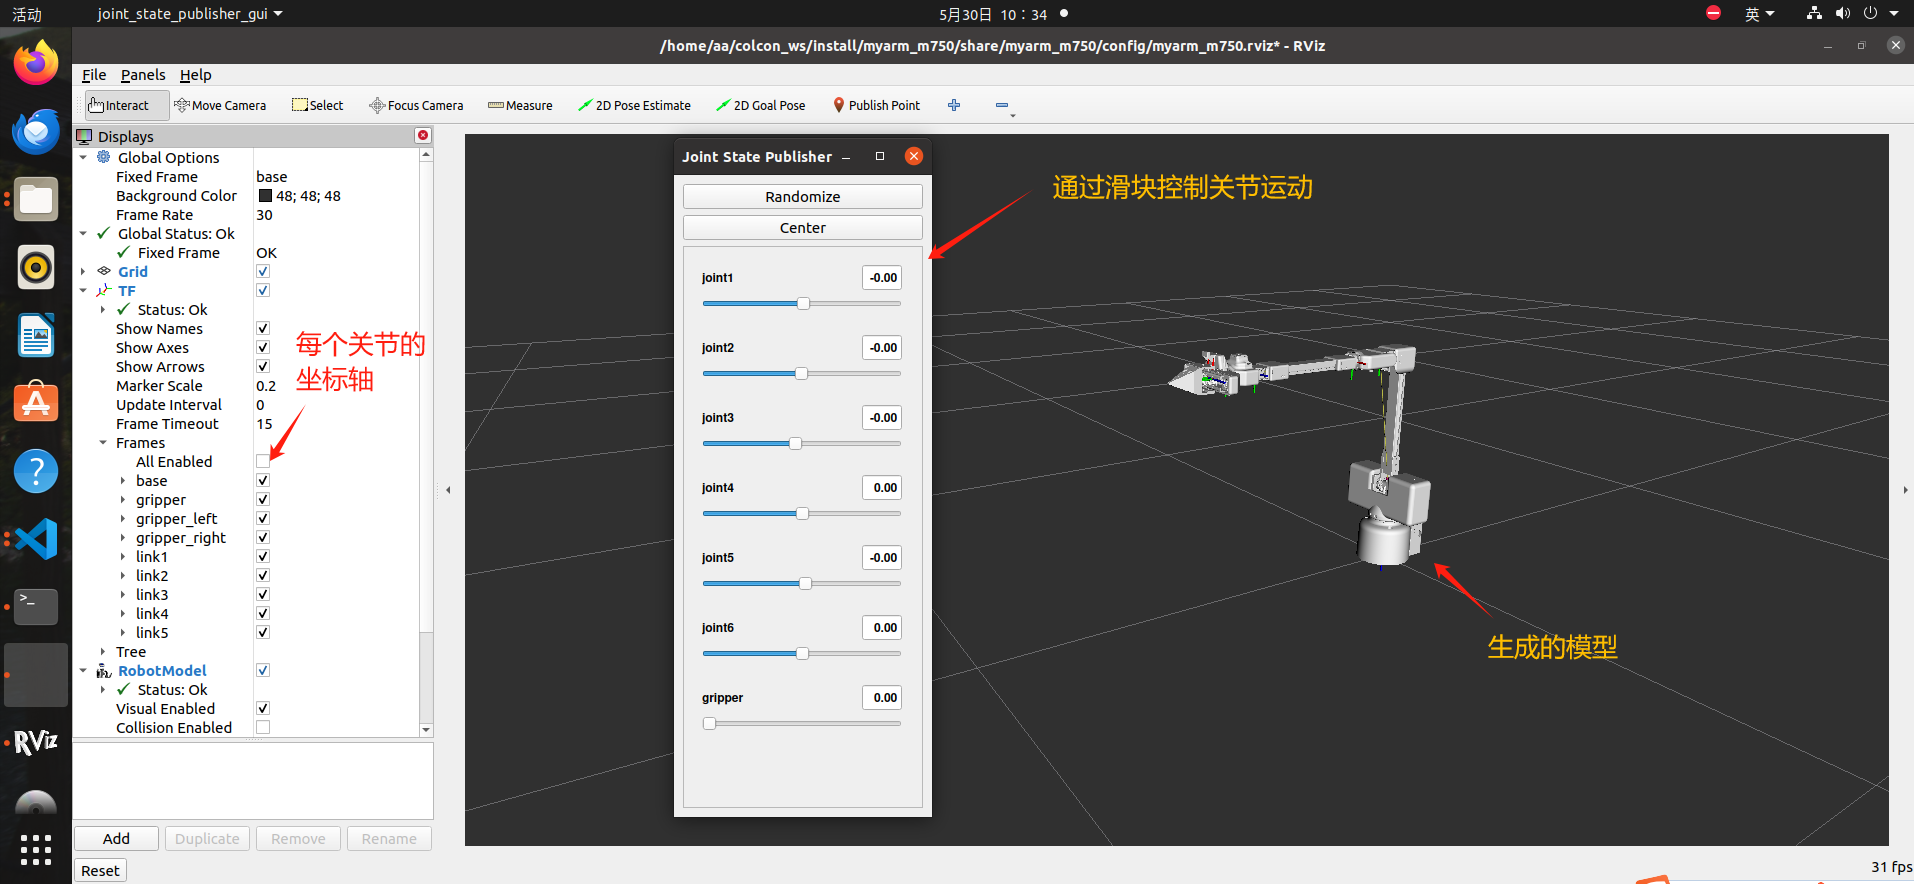 活动
joint_state_publisher_gui
5月30日 10：34
英
/home/aa/colcon_ws/install/myarm_m750/share/myarm_m750/config/myarm_m750.rviz* - RViz
File Panels Help
Interact Move Camera Select Focus Camera Measure 2D Pose Estimate 2D Goal Pose Publish Point
Displays
Global Options
Fixed Frame base
Background Color 48; 48; 48
Frame Rate 30
Global Status: Ok
Fixed Frame OK
Grid
TF
Status: Ok
Show Names
Show Axes
Show Arrows
Marker Scale 0.2
Update Interval 0
Frame Timeout 15
Frames
All Enabled
base
gripper
gripper_left
gripper_right
link1
link2
link3
link4
link5
Tree
RobotModel
Status: Ok
Visual Enabled
Collision Enabled
每个关节的
坐标轴
Add Duplicate Remove Rename
Reset
Joint State Publisher
Randomize
Center
joint1 -0.00
joint2 -0.00
joint3 -0.00
joint4 0.00
joint5 -0.00
joint6 0.00
gripper 0.00
通过滑块控制关节运动
生成的模型
31 fps
RViz